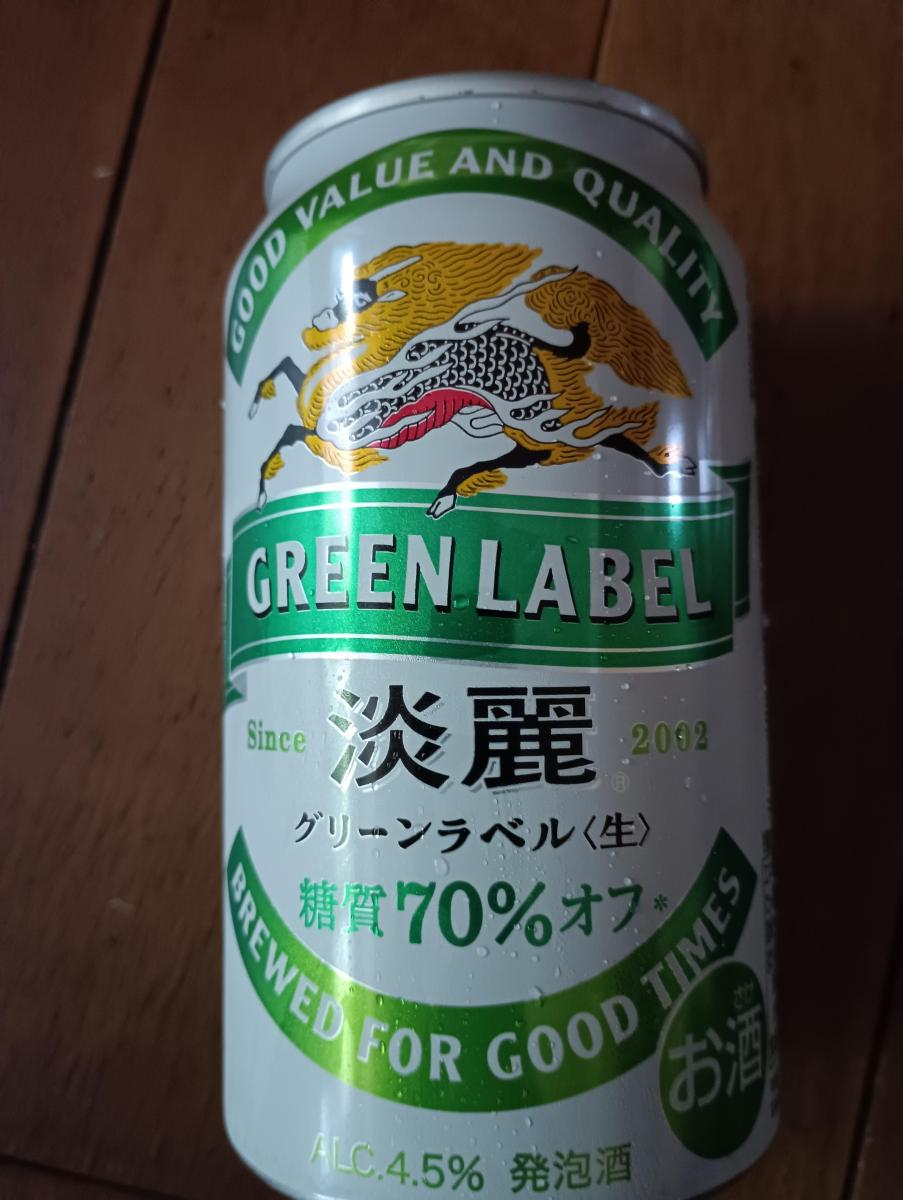 GOOD VALUE AND QUALITY
GREEN LABEL
Since 淡麗® 2002
グリーンラベル〈生〉
糖質70%オフ*
BREWED FOR GOOD TIMES
お酒
ALC.4.5% 発泡酒